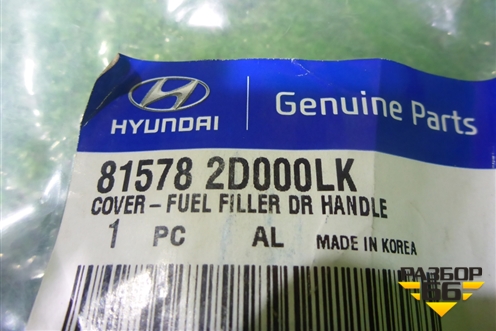 HYUNDAI
Genuine Parts
81578 2D000LK
COVER-FUEL FILLER DR HANDLE
1 PC AL MADE IN KOREA
РАЗБОР
66